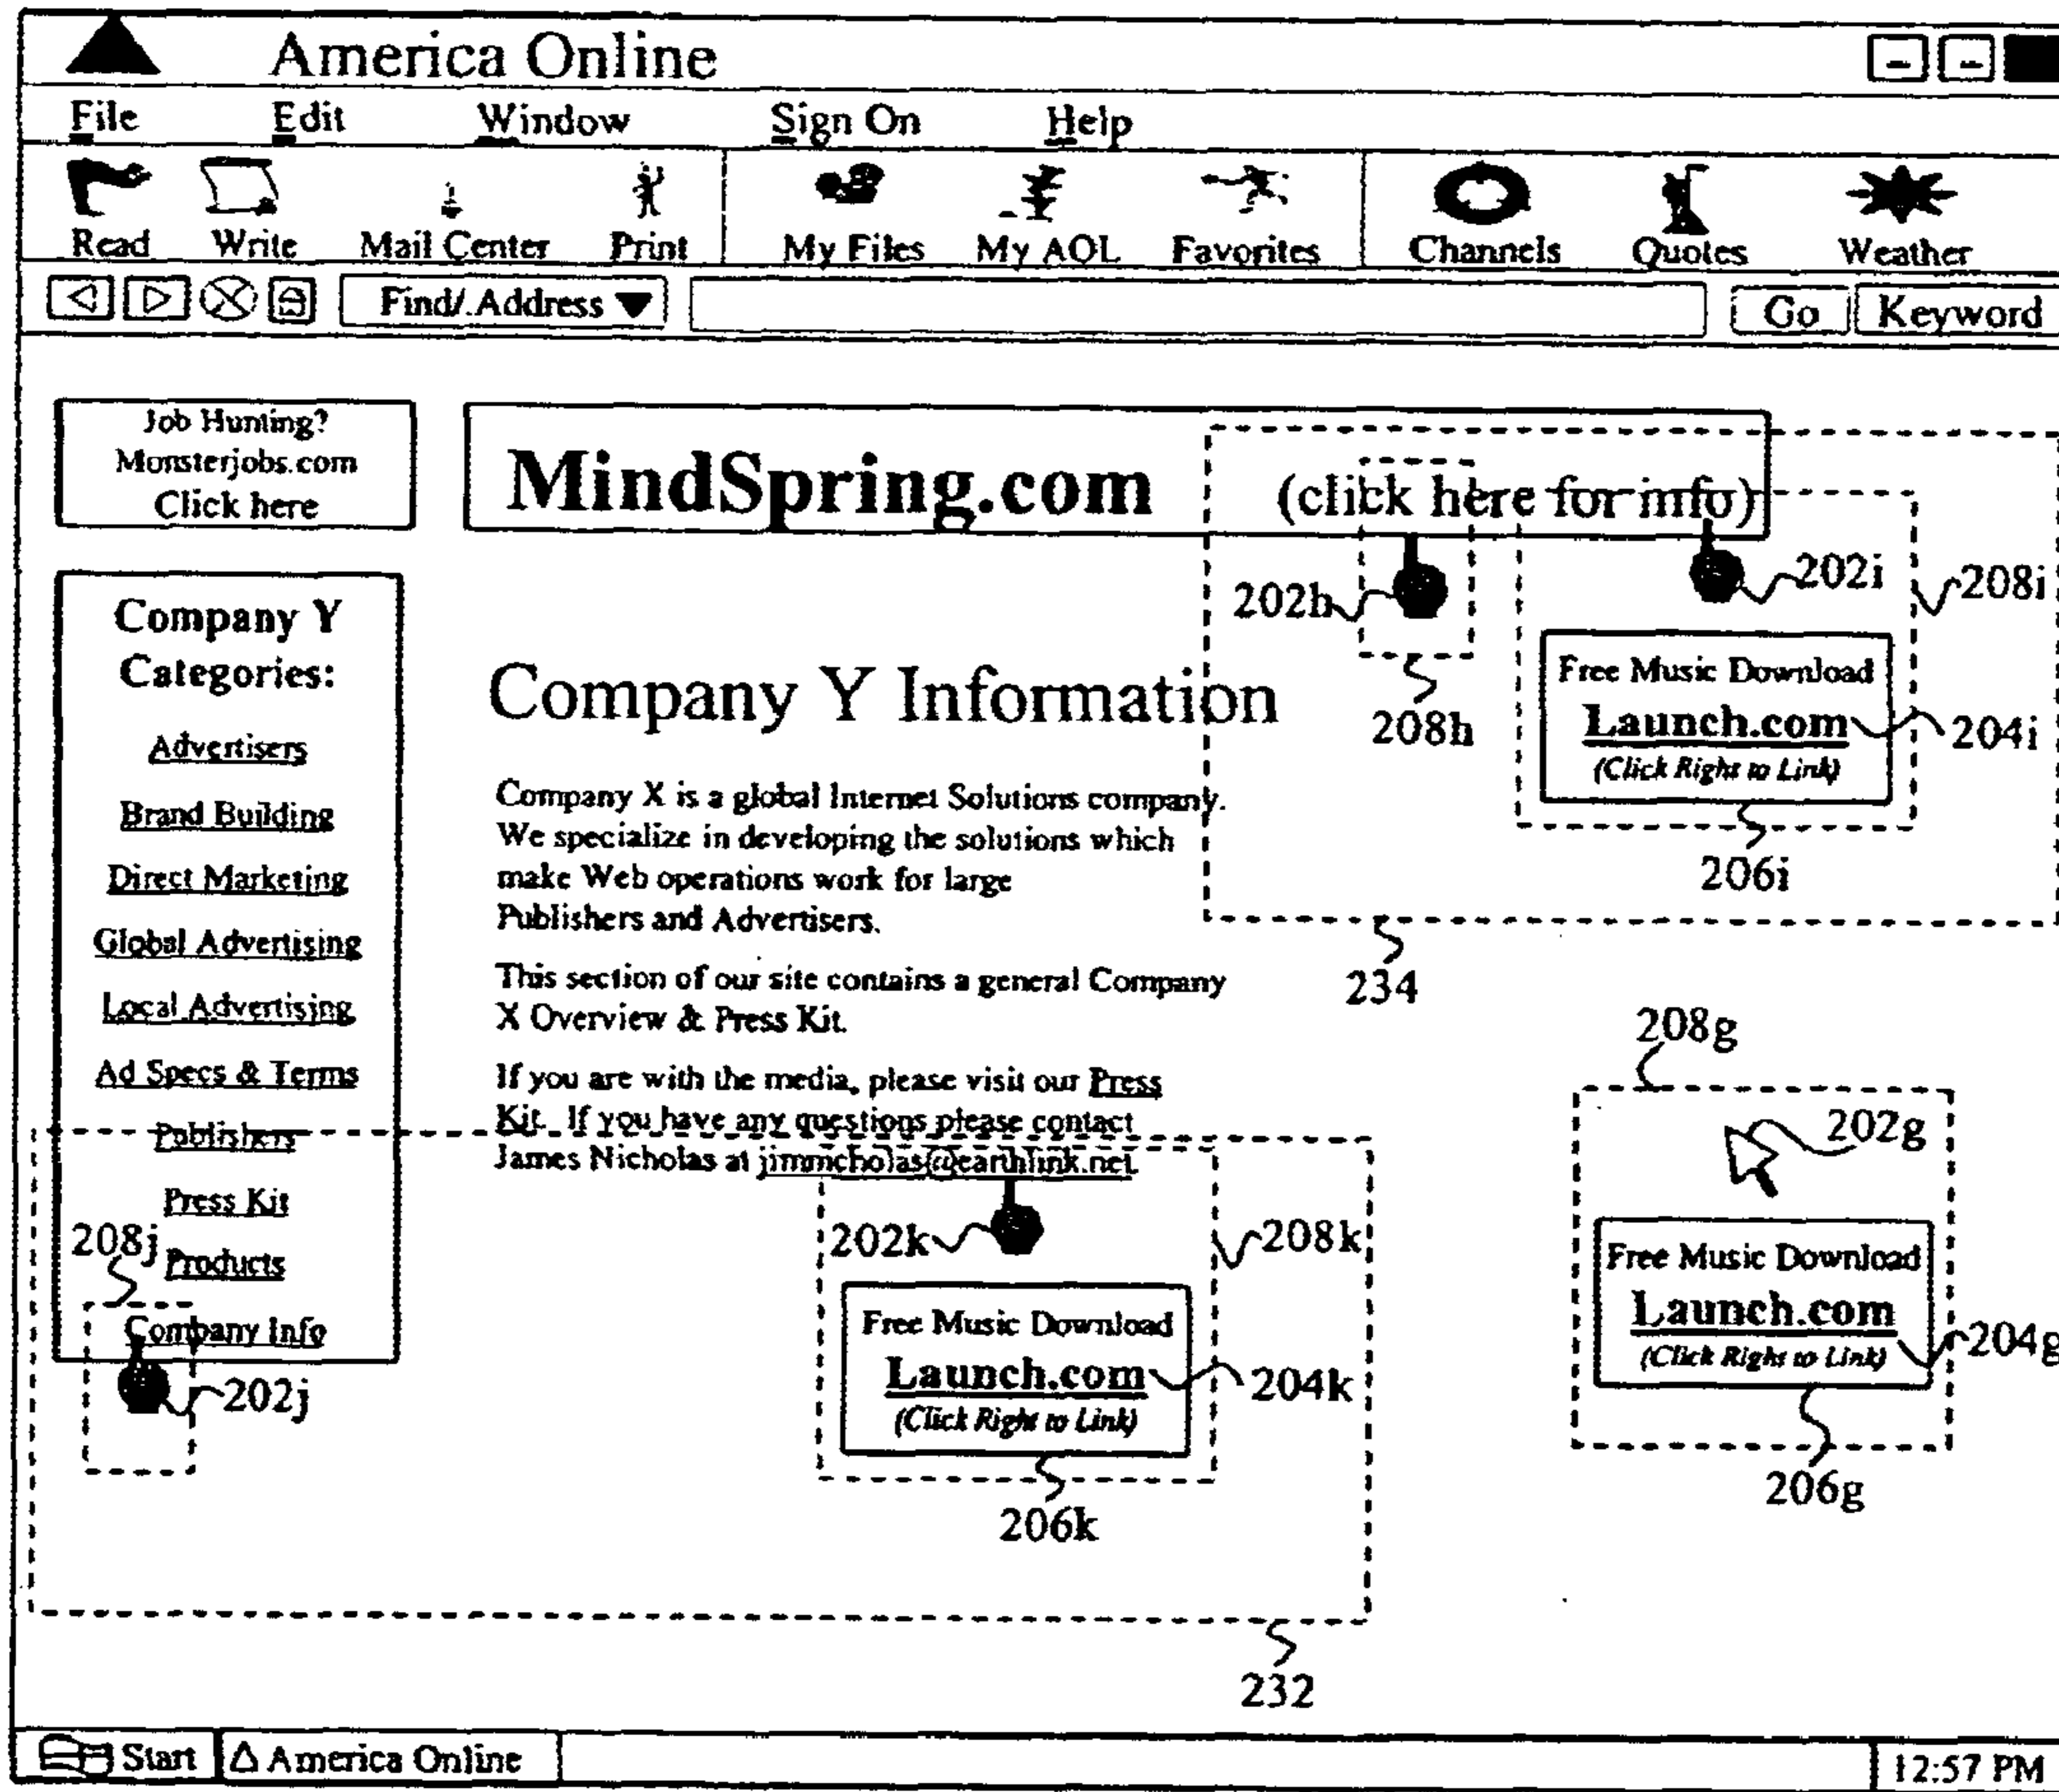 America Online
File Edit Window Sign On Help
Read Write Mail Center Print My Files My AOL Favorites Channels Quotes Weather
Find/.Address Go Keyword
Job Hunting?
Monsterjobs.com
Click here
MindSpring.com (click here for info)
202h
202i
208i
208h
Free Music Download
Launch.com
(Click Right to Link)
204i
206i
234
Company Y
Categories:
Advertisers
Brand Building
Direct Marketing
Global Advertising
Local Advertising
Ad Specs & Terms
Publishers
Press Kit
Products
Company Info
208j
202j
Company Y Information
Company X is a global Internet Solutions company.
We specialize in developing the solutions which
make Web operations work for large
Publishers and Advertisers.
This section of our site contains a general Company
X Overview & Press Kit.
If you are with the media, please visit our Press
Kit. If you have any questions please contact
James Nicholas at jimnicholas@earthlink.net.
202k
208k
Free Music Download
Launch.com
(Click Right to Link)
204k
206k
232
208g
202g
Free Music Download
Launch.com
(Click Right to Link)
204g
206g
Start America Online 12:57 PM